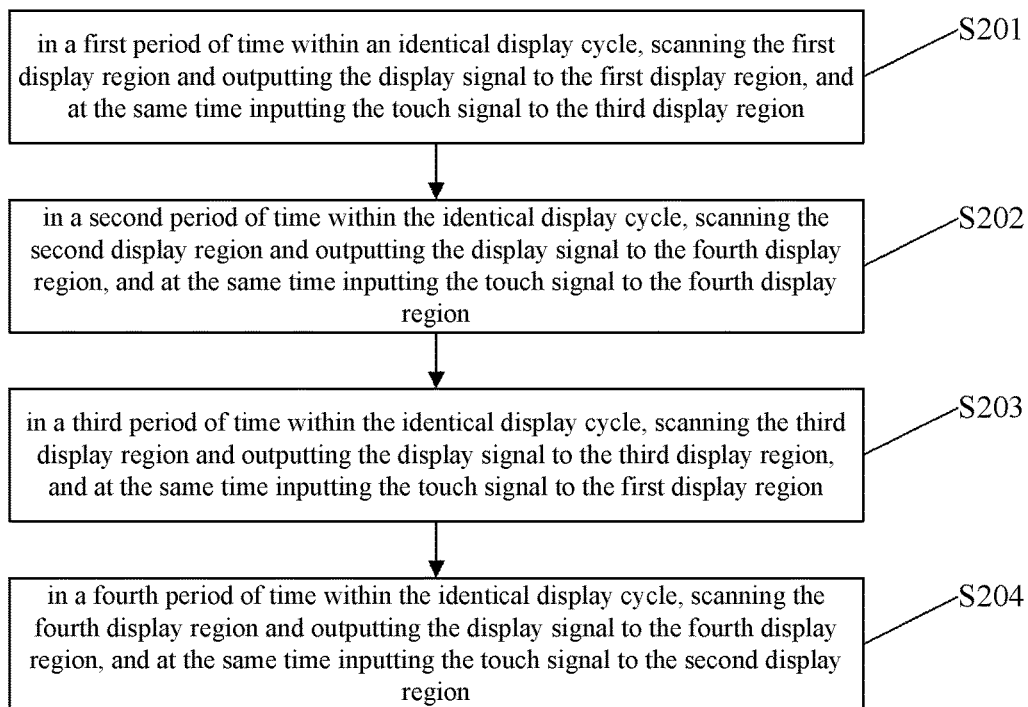 in a first period of time within an identical display cycle, scanning the first
display region and outputting the display signal to the first display region, and
at the same time inputting the touch signal to the third display region
S201
in a second period of time within the identical display cycle, scanning the
second display region and outputting the display signal to the fourth display
region, and at the same time inputting the touch signal to the fourth display
region
S202
in a third period of time within the identical display cycle, scanning the third
display region and outputting the display signal to the third display region,
and at the same time inputting the touch signal to the first display region
S203
in a fourth period of time within the identical display cycle, scanning the
fourth display region and outputting the display signal to the fourth display
region, and at the same time inputting the touch signal to the second display
region
S204